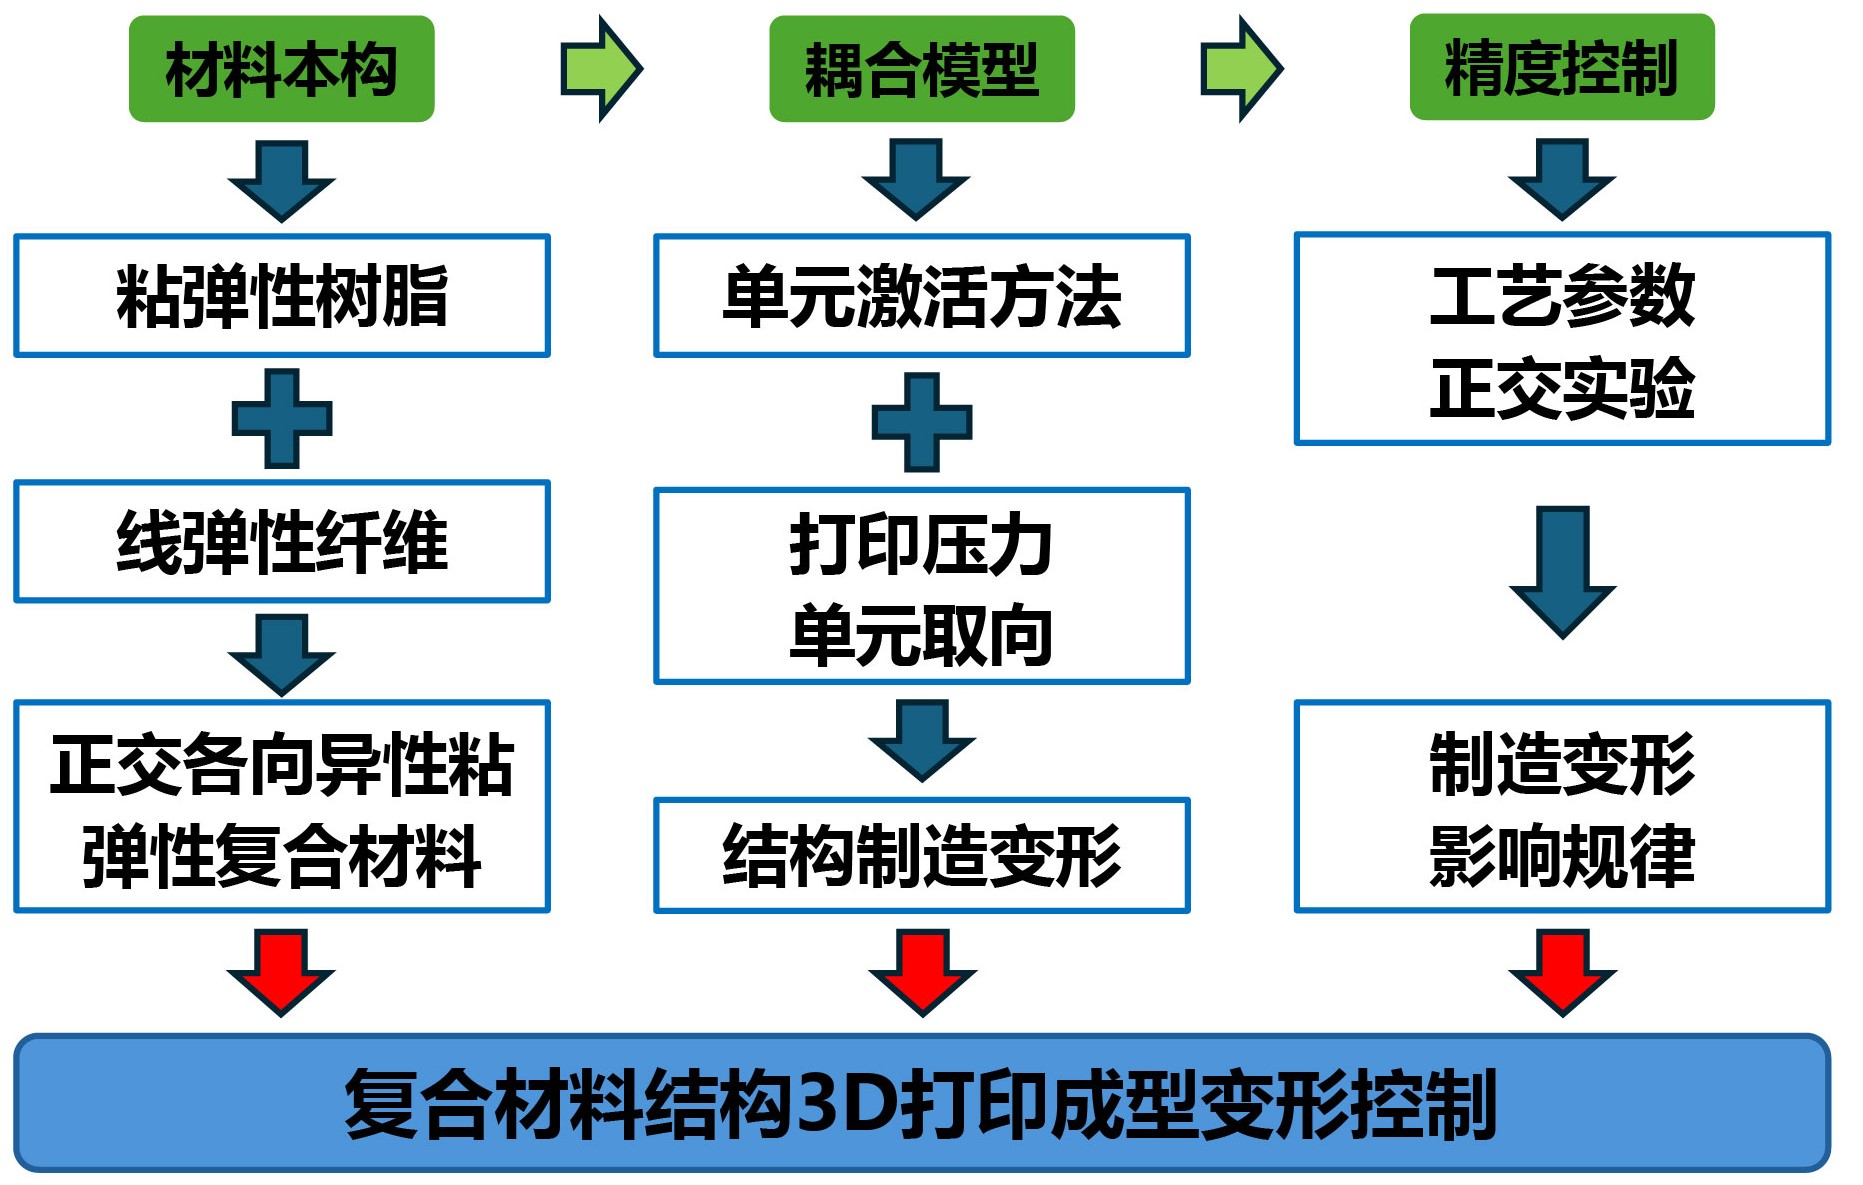 材料本构
耦合模型
精度控制
粘弹性树脂
线弹性纤维
正交各向异性粘
弹性复合材料
单元激活方法
打印压力
单元取向
结构制造变形
工艺参数
正交实验
制造变形
影响规律
复合材料结构3D打印成型变形控制